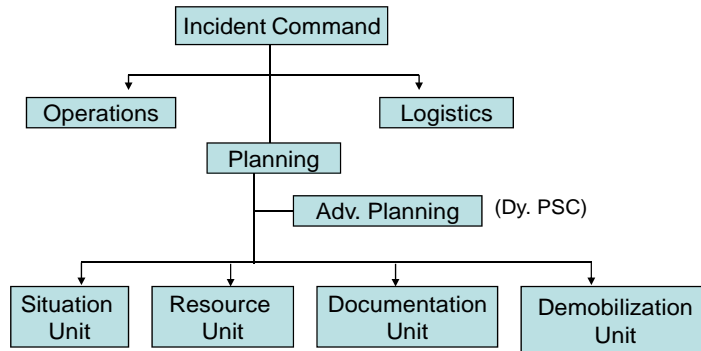 Incident Command
Operations
Logistics
Planning
Adv. Planning
(Dy. PSC)
Situation
Unit
Resource
Unit
Documentation
Unit
Demobilization
Unit